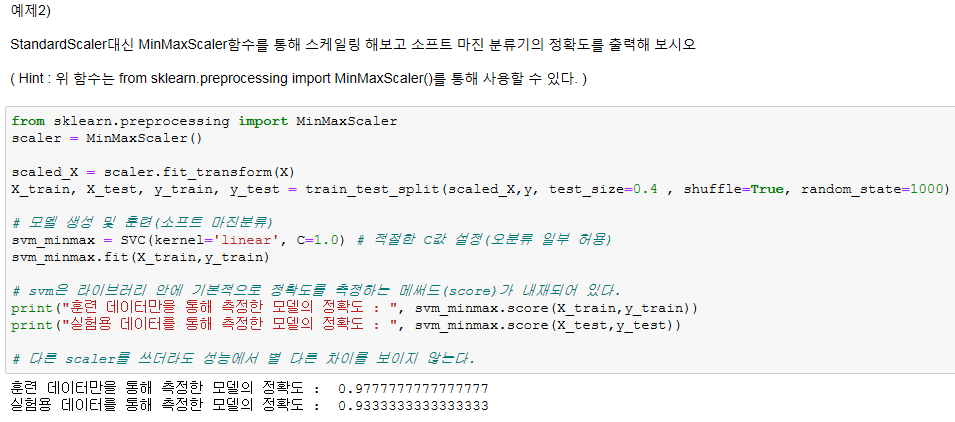 예제2)
StandardScaler대신 MinMaxScaler함수를 통해 스케일링 해보고 소프트 마진 분류기의 정확도를 출력해 보시오
( Hint : 위 함수는 from sklearn.preprocessing import MinMaxScaler()를 통해 사용할 수 있다. )
from sklearn.preprocessing import MinMaxScaler
scaler = MinMaxScaler()
scaled_X = scaler.fit_transform(X)
X_train, X_test, y_train, y_test = train_test_split(scaled_X,y, test_size=0.4 , shuffle=True, random_state=1000)
# 모델 생성 및 훈련(소프트 마진분류)
svm_minmax = SVC(kernel='linear', C=1.0) # 적절한 C값 설정(오분류 일부 허용)
svm_minmax.fit(X_train,y_train)
# svm은 라이브러리 안에 기본적으로 정확도를 측정하는 메써드(score)가 내재되어 있다.
print("훈련 데이터만을 통해 측정한 모델의 정확도 : ", svm_minmax.score(X_train,y_train))
print("실험용 데이터를 통해 측정한 모델의 정확도 : ", svm_minmax.score(X_test,y_test))
# 다른 scaler를 쓰더라도 성능에서 별 다른 차이를 보이지 않는다.
훈련 데이터만을 통해 측정한 모델의 정확도 :  0.9777777777777777
실험용 데이터를 통해 측정한 모델의 정확도 :  0.9333333333333333